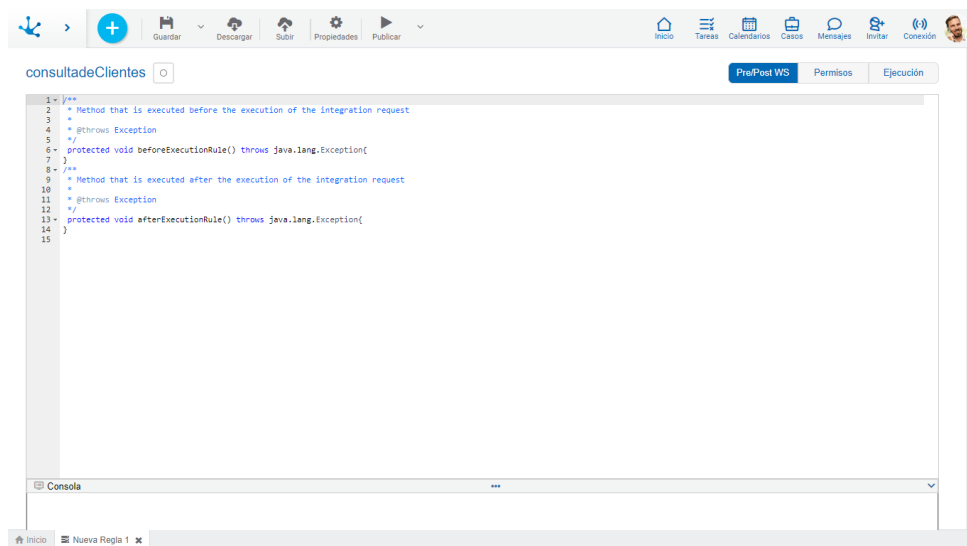 Guardar
Descargar
Subir
Propiedades
Publicar
Inicio
Tareas
Calendarios
Casos
Mensajes
Invitar
Conexión
consultadeClientes
Pre/Post WS
Permisos
Ejecución
1 /**
2 * Method that is executed before the execution of the integration request
3 *
4 * @throws Exception
5 */
6 protected void beforeExecutionRule() throws java.lang.Exception{
7 }
8 /**
9 * Method that is executed after the execution of the integration request
10 *
11 * @throws Exception
12 */
13 protected void afterExecutionRule() throws java.lang.Exception{
14 }
15
Consola
Inicio
Nueva Regla 1